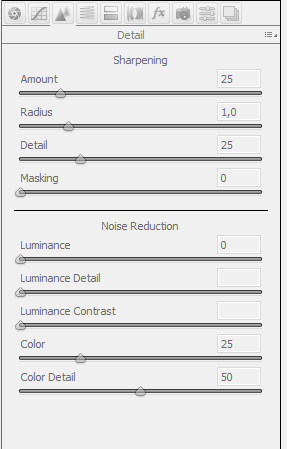 fx
Detail
Sharpening
Amount 25
Radius 1,0
Detail 25
Masking 0
Noise Reduction
Luminance 0
Luminance Detail
Luminance Contrast
Color 25
Color Detail 50